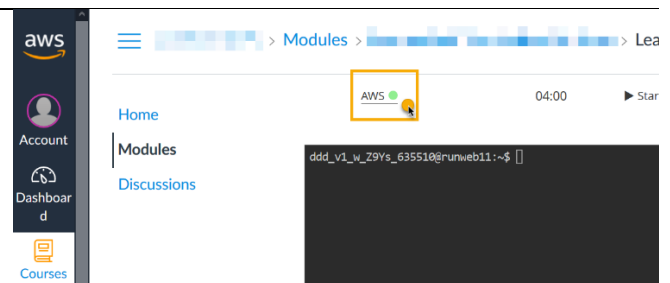 aws
> Modules > > Lea
AWS
04:00
▶ Star
Account
Dashboar
d
Courses
Home
Modules
Discussions
ddd_v1_w_Z9Ys_635510@runweb11:~$ []